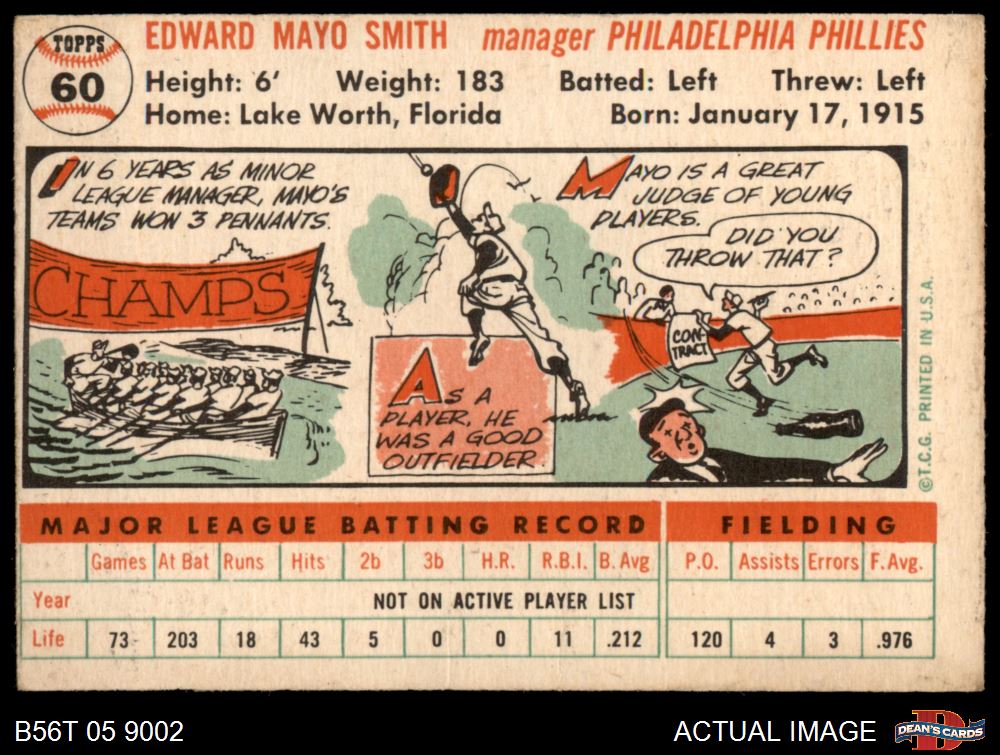 TOPPS
60
EDWARD MAYO SMITH manager PHILADELPHIA PHILLIES
Height: 6' Weight: 183 Batted: Left Threw: Left
Home: Lake Worth, Florida Born: January 17, 1915
IN 6 YEARS AS MINOR
LEAGUE MANAGER, MAYO'S
TEAMS WON 3 PENNANTS.
CHAMPS
AS A
PLAYER, HE
WAS A GOOD
OUTFIELDER.
MAYO IS A GREAT
JUDGE OF YOUNG
PLAYERS.
DID YOU
THROW THAT?
CON-
TRACT
©T.C.G. PRINTED IN U.S.A.
MAJOR LEAGUE BATTING RECORD FIELDING
Games At Bat Runs Hits 2b 3b H.R. R.B.I. B. Avg P.O. Assists Errors F. Avg.
Year NOT ON ACTIVE PLAYER LIST
Life 73 203 18 43 5 0 0 11 .212 120 4 3 .976
B56T 05 9002 ACTUAL IMAGE DEAN'S CARDS